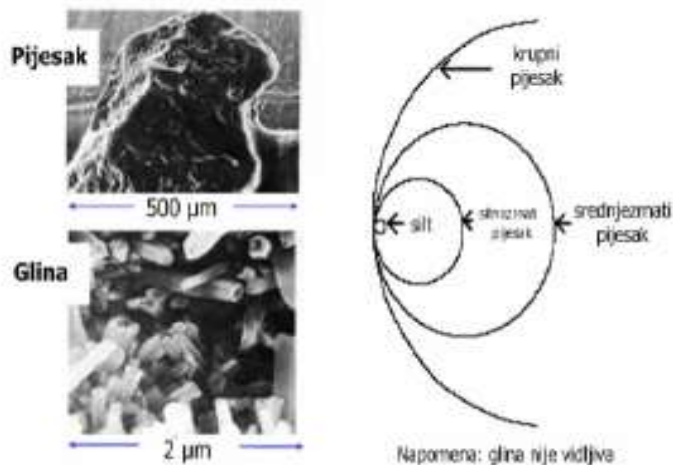 Pijesak
500 µm
Glina
2 µm
krupni
pijesak
silt
sitnozrnati
pijesak
srednjezrnati
pijesak
Napomena: glina nije vidljiva